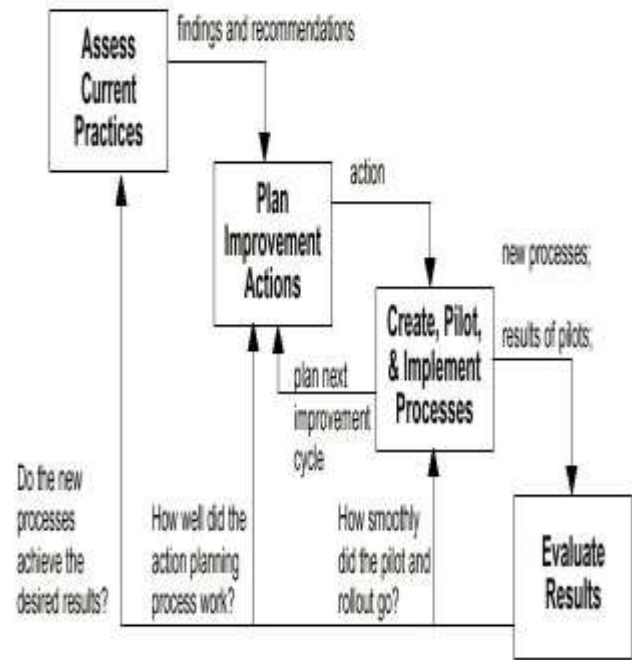 Assess
Current
Practices
findings and recommendations
Plan
Improvement
Actions
action
Create, Pilot,
& Implement
Processes
new processes;
results of pilots;
plan next
improvement
cycle
Do the new
processes
achieve the
desired results?
How well did the
action planning
process work?
How smoothly
did the pilot and
rollout go?
Evaluate
Results